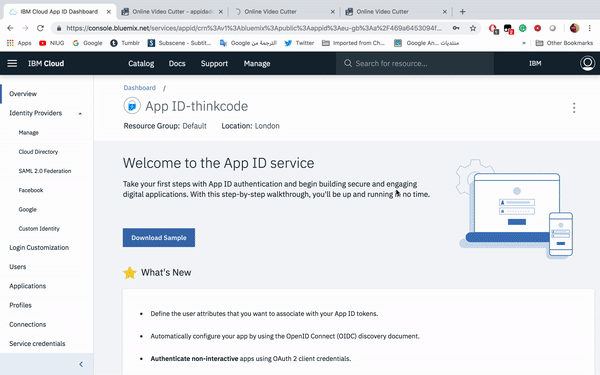 IBM Cloud App ID Dashboard
Online Video Cutter - appidad
Online Video Cutter
Online Video Cutter
https://console.bluemix.net/services/appid/crn%3Av1%3Abluemix%3Apublic%3Aappid%3Aeu-gb%3Aa%2F469a6453094f...
Apps
NIUG
G
YouTube
Tumblr
Subscene - Subtitl...
الترجمة من Google
Twitter
Imported from Ch...
Google An...
منتديات
Other Bookmarks
IBM Cloud
Catalog
Docs
Support
Manage
Search for resource...
IBM
Overview
Identity Providers
Manage
Cloud Directory
SAML 2.0 Federation
Facebook
Google
Custom Identity
Login Customization
Users
Applications
Profiles
Connections
Service credentials
Dashboard /
App ID-thinkcode
Resource Group: Default Location: London
Welcome to the App ID service
Take your first steps with App ID authentication and begin building secure and engaging
digital applications. With this step-by-step walkthrough, you'll be up and running in no time.
Download Sample
What's New
• Define the user attributes that you want to associate with your App ID tokens.
• Automatically configure your app by using the OpenID Connect (OIDC) discovery document.
• Authenticate non-interactive apps using OAuth 2 client credentials.